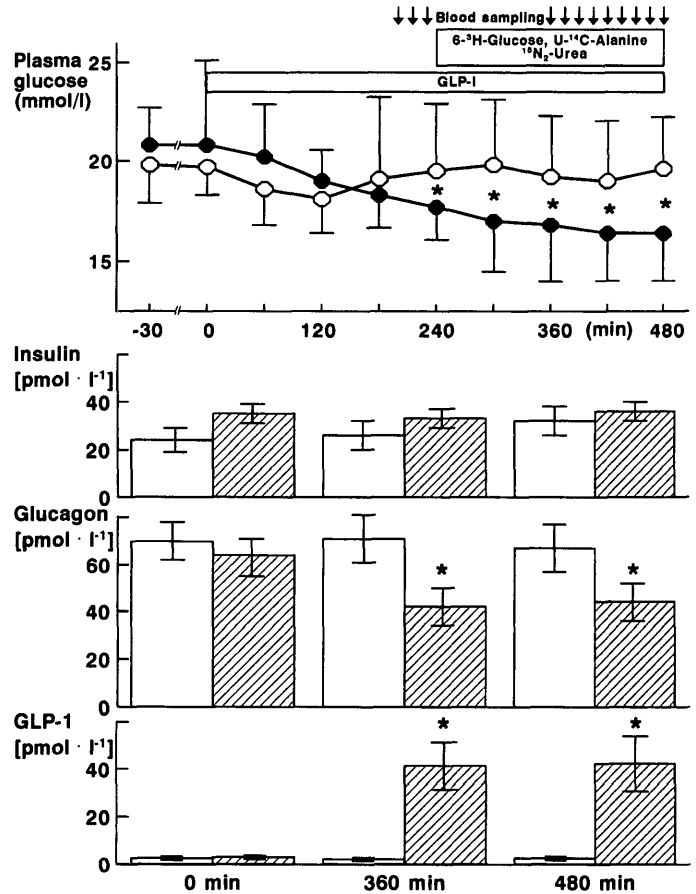 Blood sampling
6-³H-Glucose, U-¹⁴C-Alanine
¹⁵N₂-Urea
GLP-I
Plasma
glucose
(mmol/l)
25
20
15
* * * * *
-30 0 120 240 360 (min) 480
Insulin
[pmol · l⁻¹]
40
20
0
Glucagon
[pmol · l⁻¹]
60
40
20
0
* *
GLP-1
[pmol · l⁻¹]
40
20
0
* *
0 min 360 min 480 min